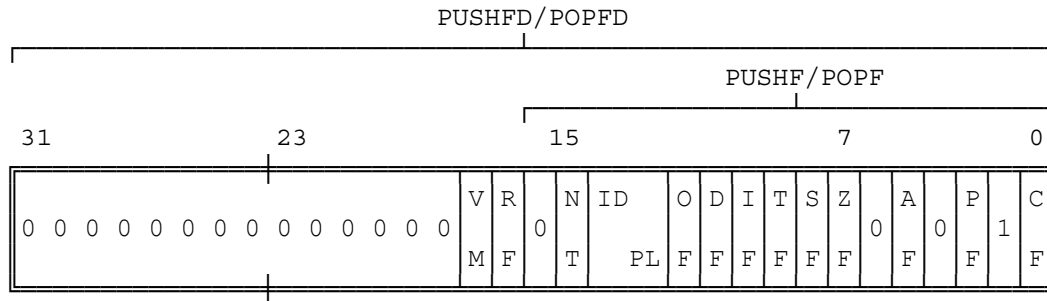 PUSHFD/POPFD
PUSHF/POPF
31 23 15 7 0
V R N ID O D I T S Z A P C
0 0 0 0 0 0 0 0 0 0 0 0 0 0 0 0 0 1
M F T PL F F F F F F F F F